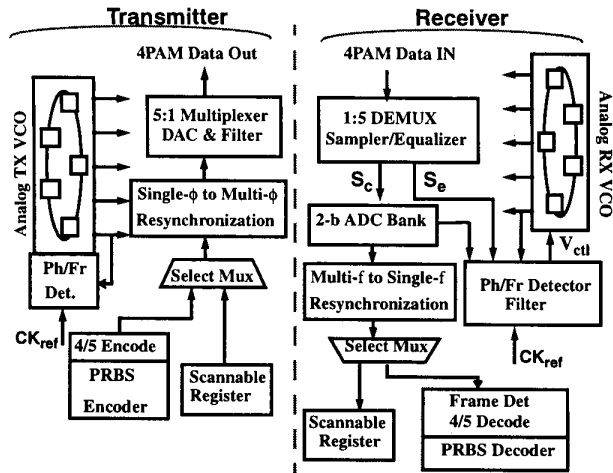 Transmitter
4PAM Data Out
Analog TX VCO
5:1 Multiplexer
DAC & Filter
Single-ϕ to Multi-ϕ
Resynchronization
Ph/Fr
Det.
Select Mux
CKref
4/5 Encode
PRBS
Encoder
Scannable
Register
Receiver
4PAM Data IN
1:5 DEMUX
Sampler/Equalizer
Analog RX VCO
Sc
Se
2-b ADC Bank
Vctl
Multi-f to Single-f
Resynchronization
Ph/Fr Detector
Filter
Select Mux
CKref
Scannable
Register
Frame Det
4/5 Decode
PRBS Decoder